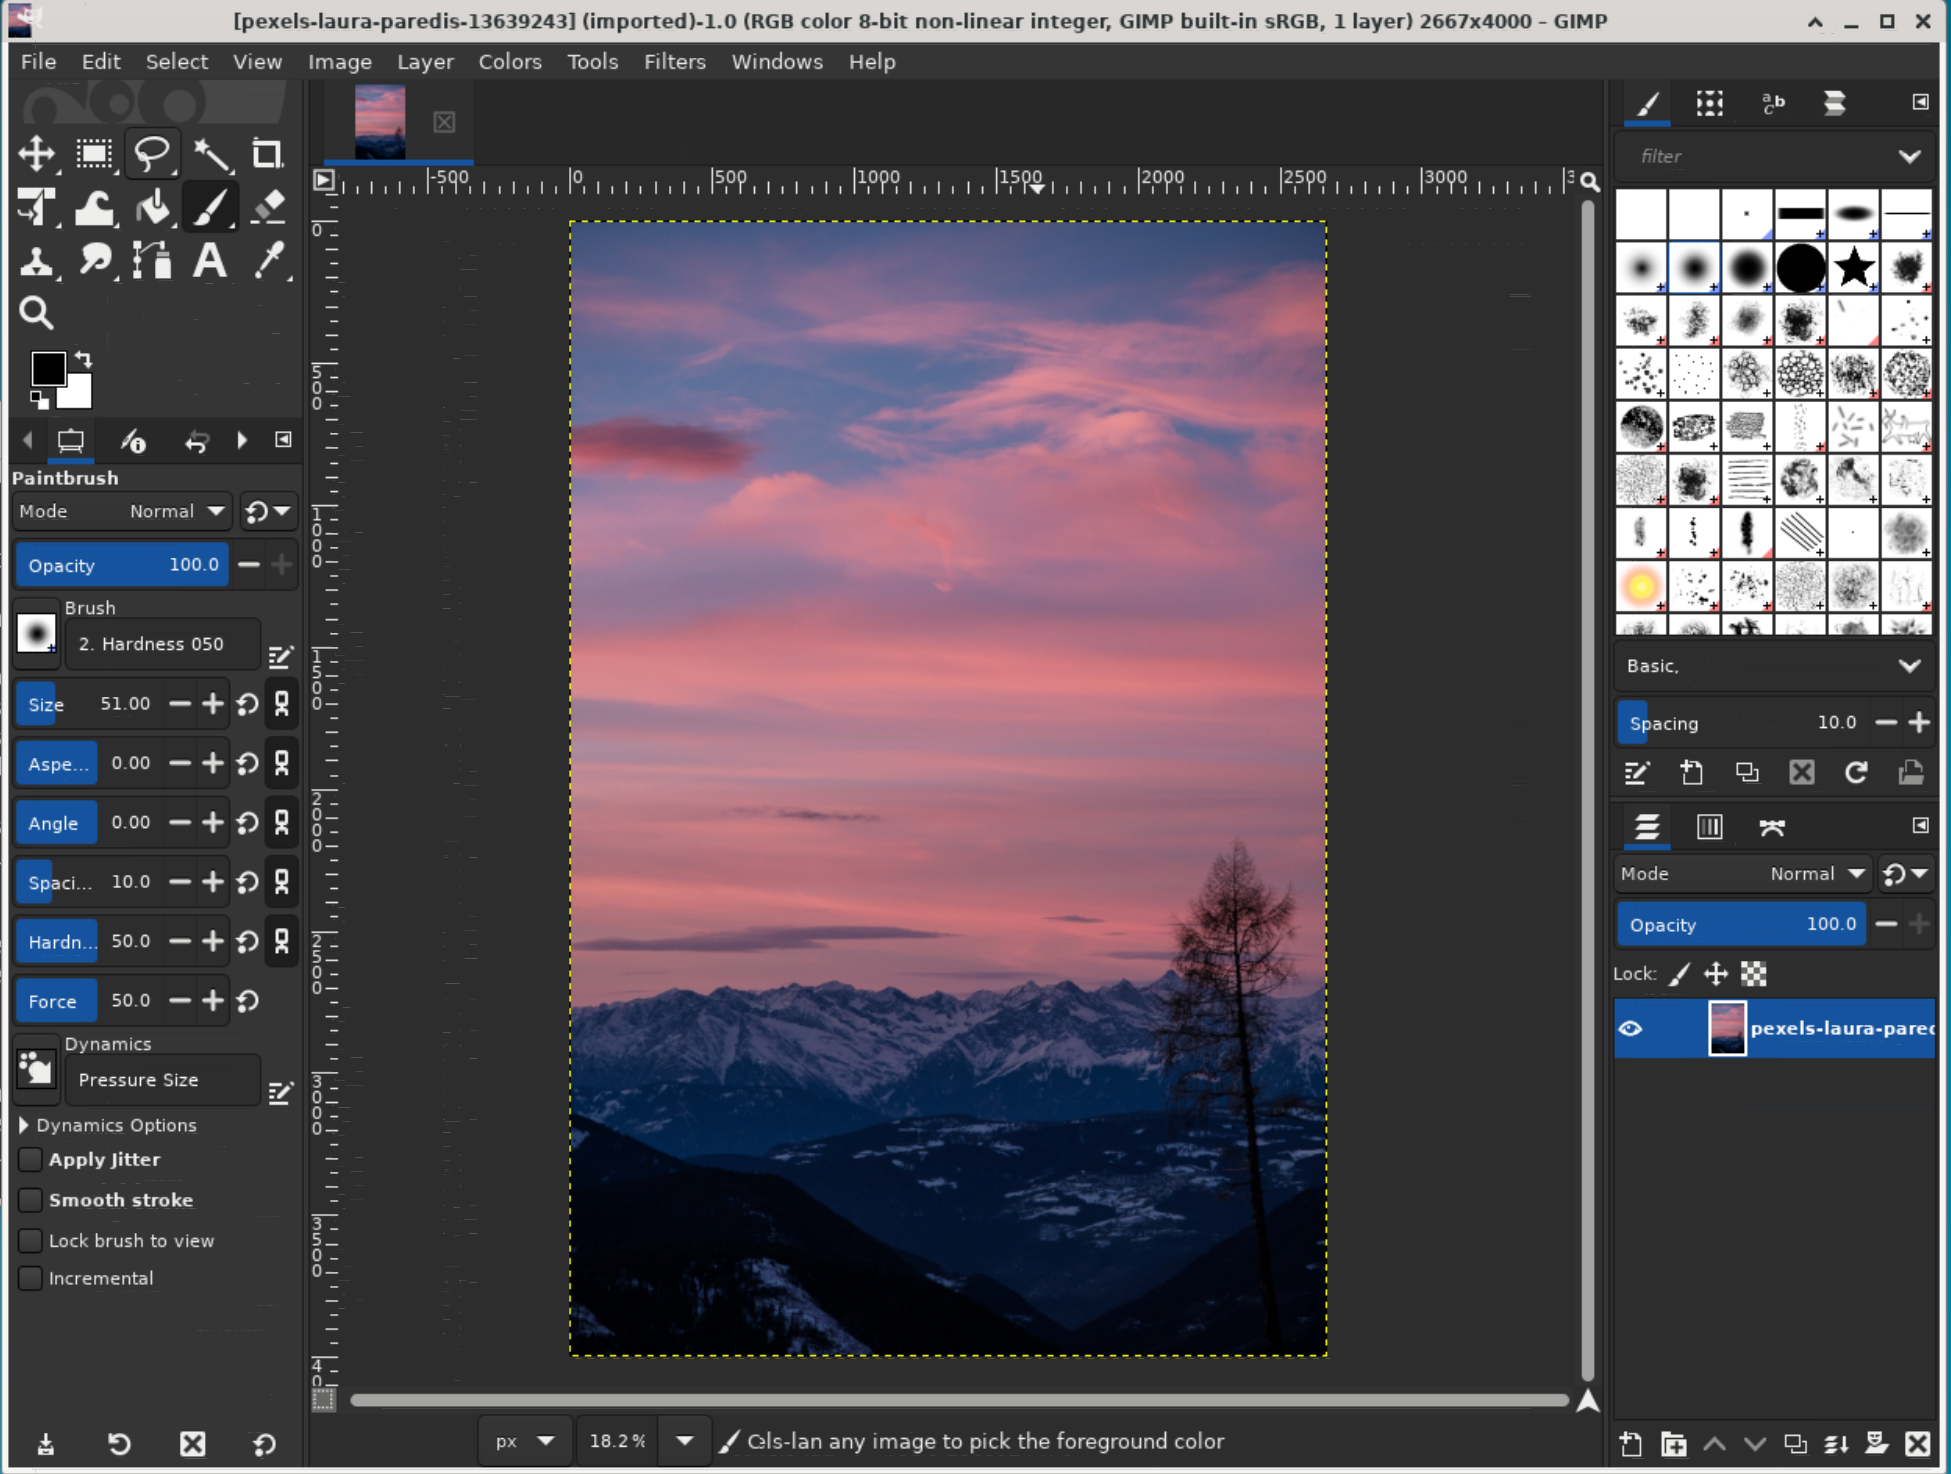 [pexels-laura-paredis-13639243] (imported)-1.0 (RGB color 8-bit non-linear integer, GIMP built-in sRGB, 1 layer) 2667x4000 – GIMP
File Edit Select View Image Layer Colors Tools Filters Windows Help
-500 0 500 1000 1500 2000 2500 3000 3
0
500
1000
1500
2000
2500
3000
3500
40
Paintbrush
Mode Normal
Opacity 100.0
Brush
2. Hardness 050
Size 51.00
Aspe... 0.00
Angle 0.00
Spaci... 10.0
Hardn... 50.0
Force 50.0
Dynamics
Pressure Size
Dynamics Options
Apply Jitter
Smooth stroke
Lock brush to view
Incremental
px 18.2% Cls-lan any image to pick the foreground color
filter
Basic,
Spacing 10.0
Mode Normal
Opacity 100.0
Lock:
pexels-laura-pared